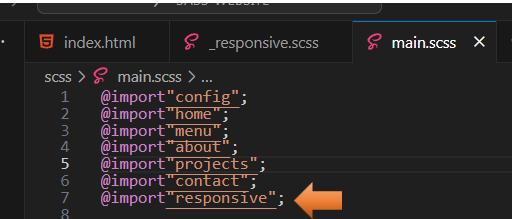 index.html
_responsive.scss
main.scss
scss > main.scss > ...
1 @import"config";
2 @import"home";
3 @import"menu";
4 @import"about";
5 @import"projects";
6 @import"contact";
7 @import"responsive";
8